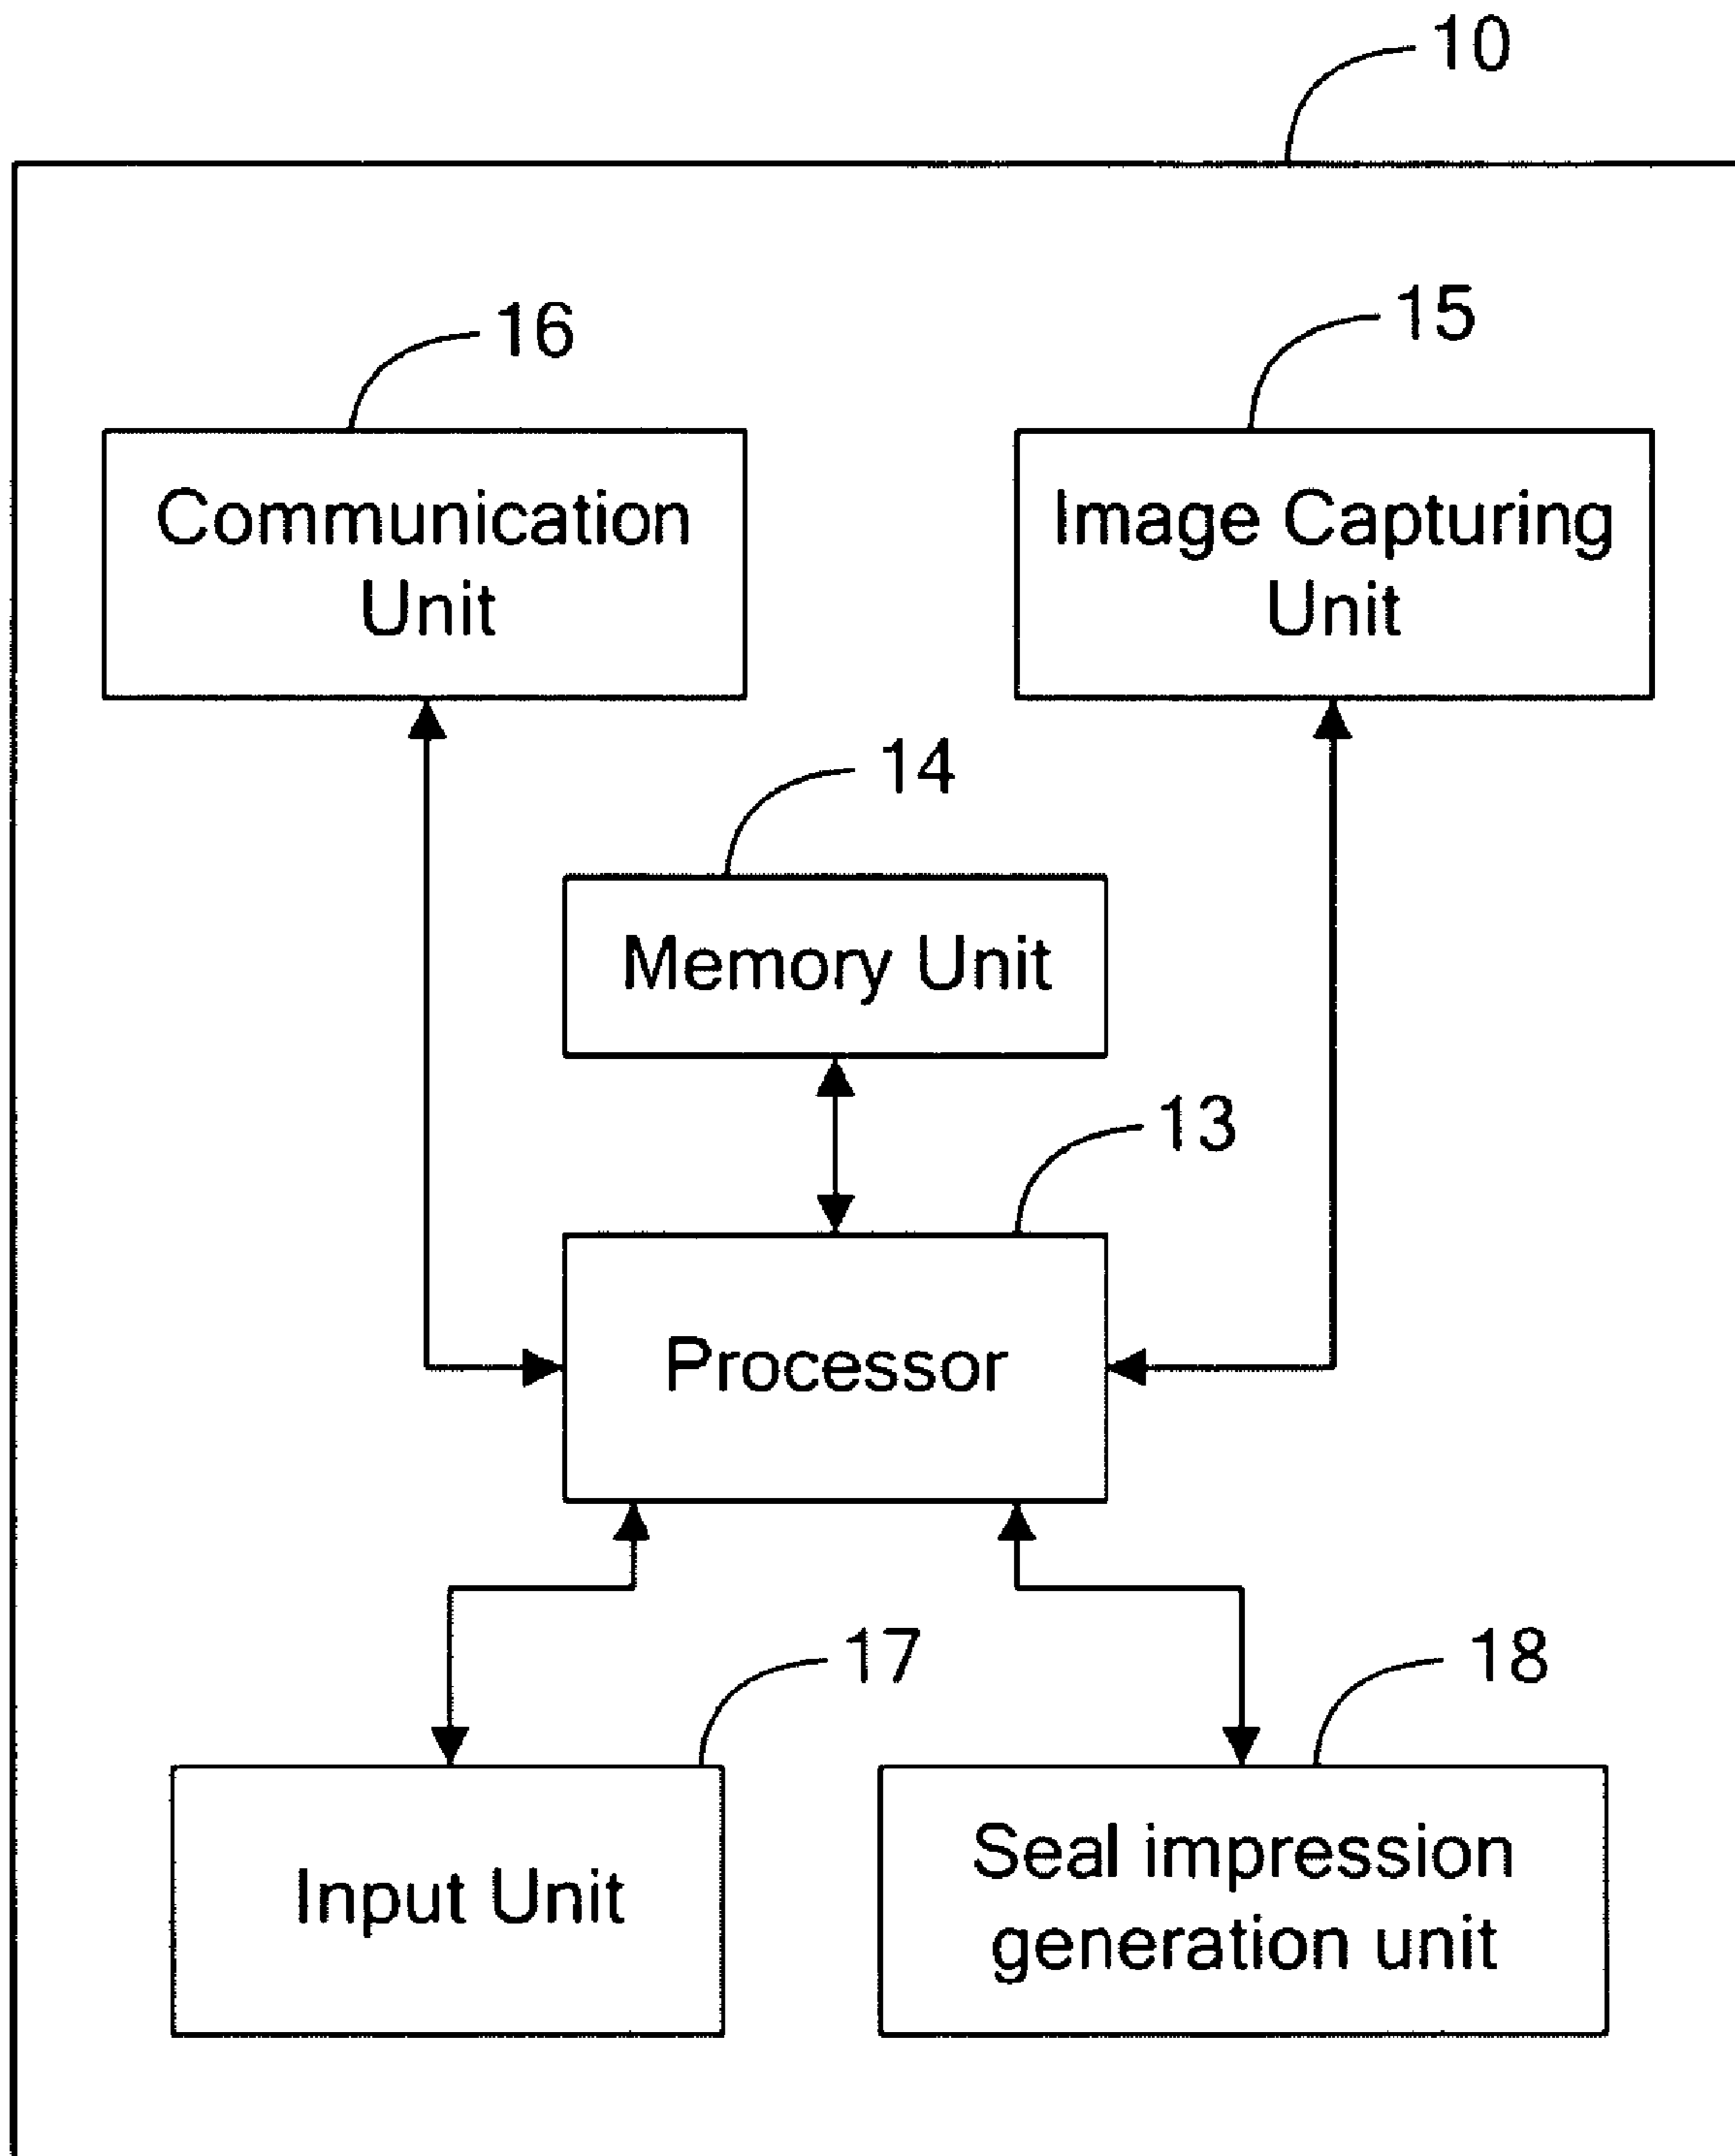 10
16
15
Communication
Unit
Image Capturing
Unit
14
Memory Unit
13
Processor
17
18
Input Unit
Seal impression
generation unit